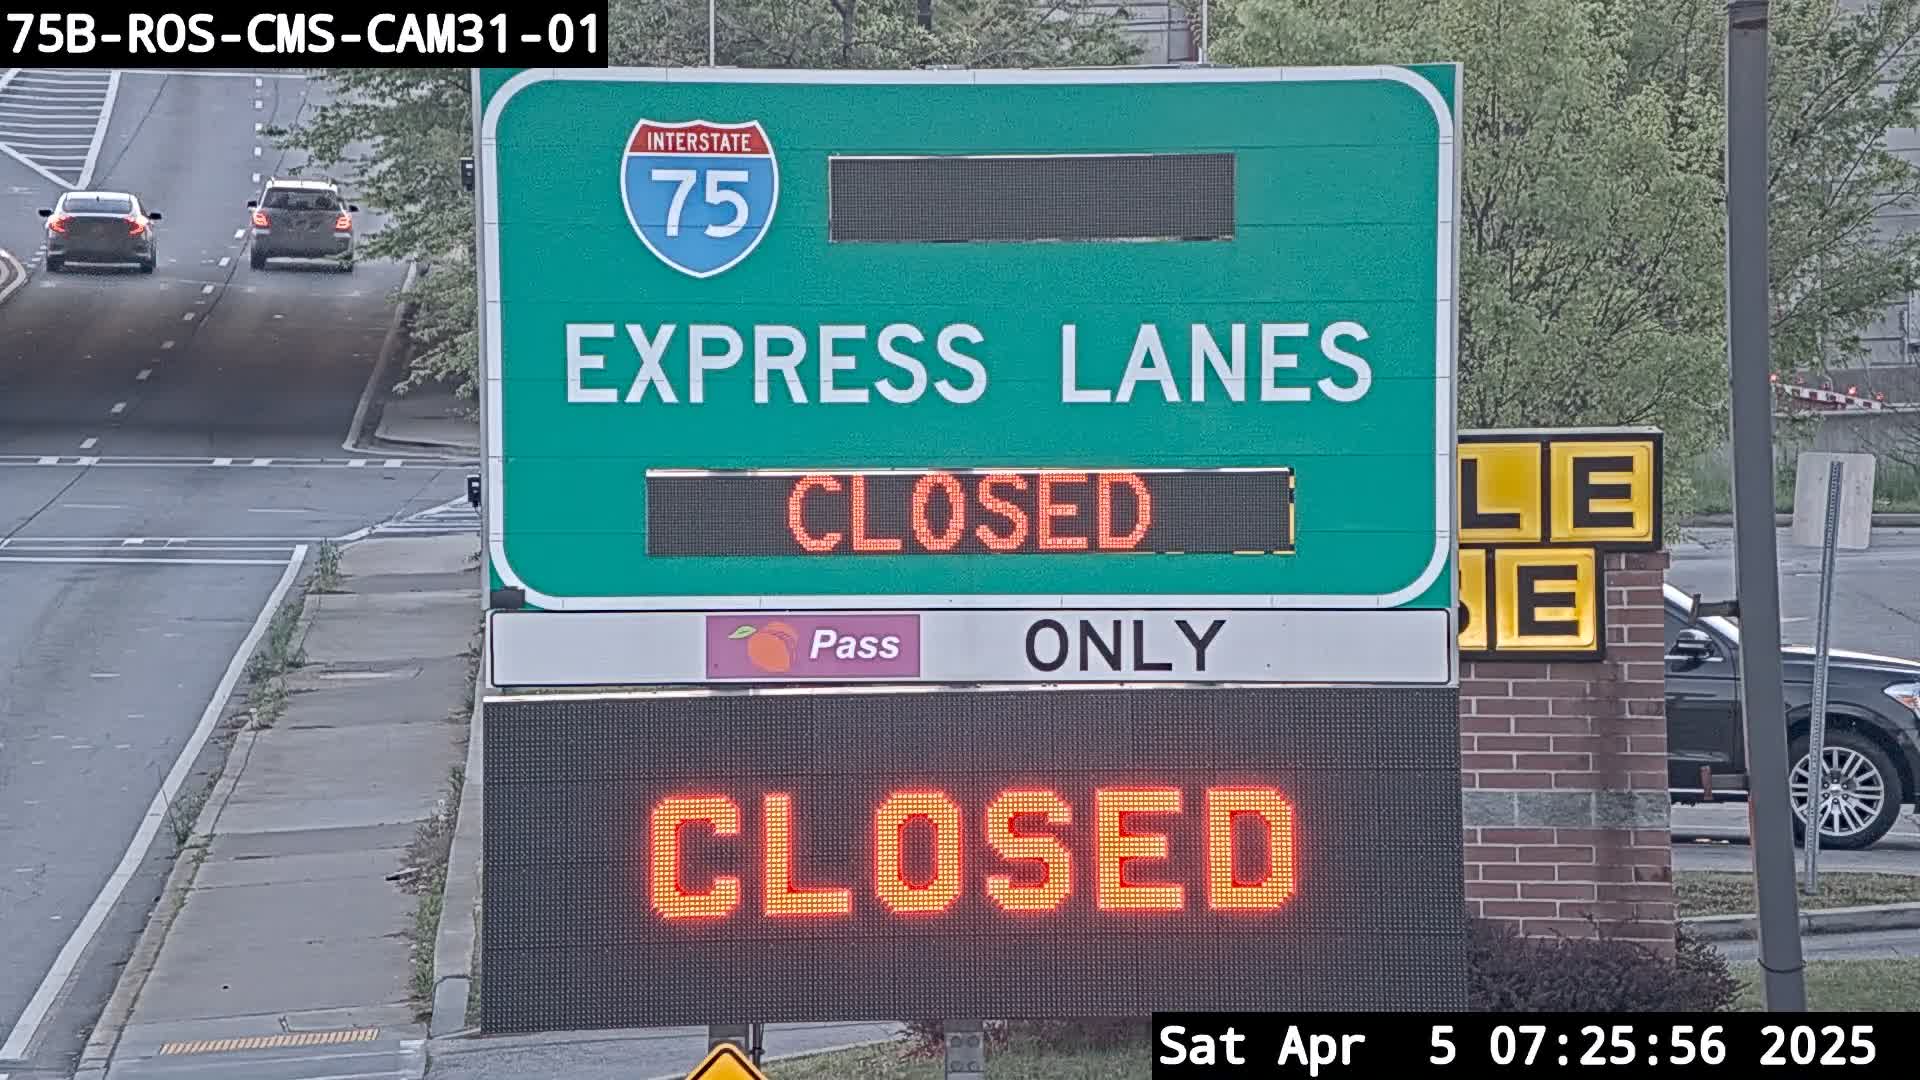 75B-ROS-CMS-CAM31-01
INTERSTATE
75
EXPRESS LANES
CLOSED
Pass ONLY
CLOSED
LE
E
Sat Apr 5 07:25:56 2025